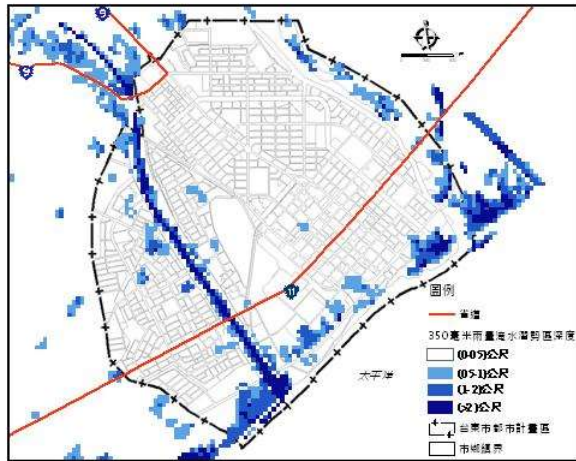 9
9
11
太平洋
圖例
省道
350毫米雨量淹水潛勢區深度
(0-0.5)公尺
(0.5-1)公尺
(1-2)公尺
(>2)公尺
台東市都市計畫區
市鄉鎮界